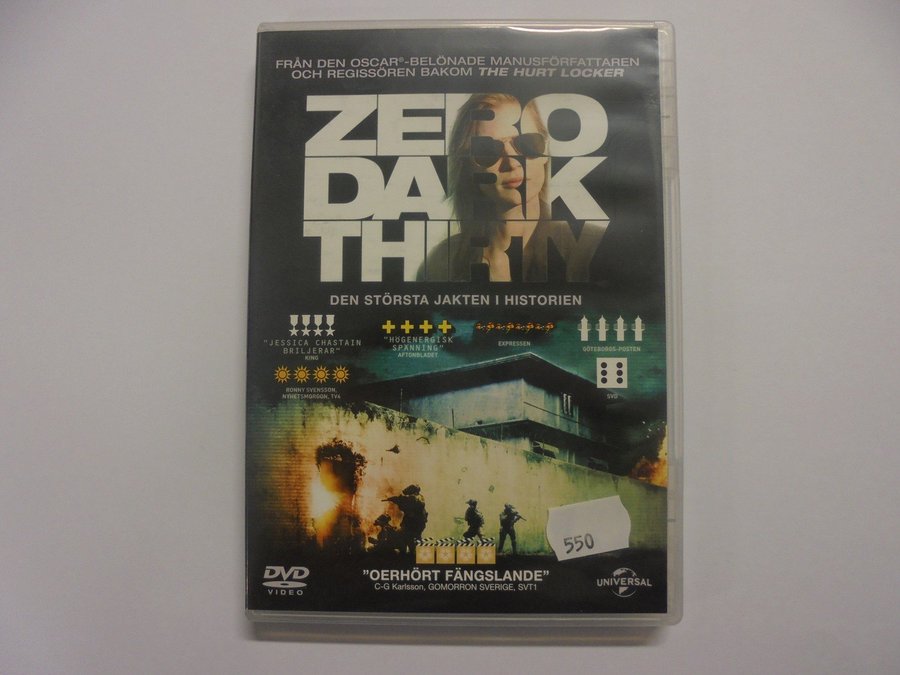 FRÅN DEN OSCAR®-BELÖNADE MANUSFÖRFATTAREN
OCH REGISSÖREN BAKOM THE HURT LOCKER
ZERO
DARK
THIRTY
DEN STÖRSTA JAKTEN I HISTORIEN
"JESSICA CHASTAIN
BRILJERAR"
KING
"HÖGENERGISK
SPÄNNING"
AFTONBLADET
EXPRESSEN
GÖTEBORGS-POSTEN
RONNY SVENSSON,
NYHETSMORGON, TV4
SVD
550
"OERHÖRT FÄNGSLANDE"
C-G Karlsson, GOMORRON SVERIGE, SVT1
DVD
VIDEO
UNIVERSAL